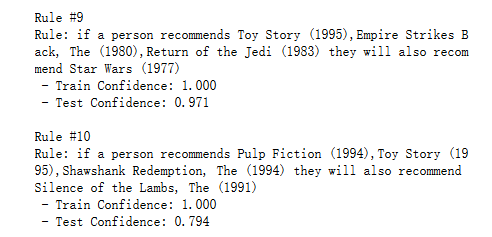 Rule #9
Rule: if a person recommends Toy Story (1995),Empire Strikes B
ack, The (1980),Return of the Jedi (1983) they will also recom
mend Star Wars (1977)
- Train Confidence: 1.000
- Test Confidence: 0.971
Rule #10
Rule: if a person recommends Pulp Fiction (1994),Toy Story (19
95),Shawshank Redemption, The (1994) they will also recommend
Silence of the Lambs, The (1991)
- Train Confidence: 1.000
- Test Confidence: 0.794